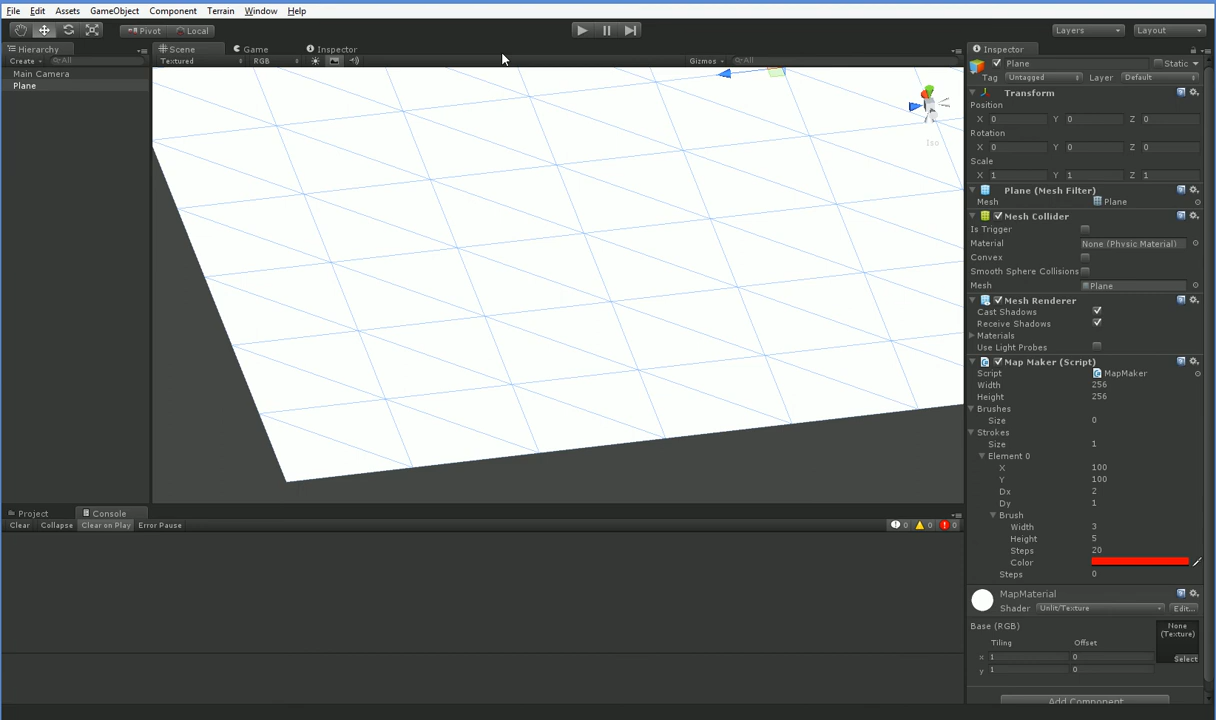 File Edit Assets GameObject Component Terrain Window Help
Pivot Local Layers Layout
Hierarchy Scene Game Inspector Inspector
Create All Textured RGB Gizmos All Plane Static
Main Camera Tag Untagged Layer Default
Plane Transform
Position
X 0 Y 0 Z 0
Rotation
X 0 Y 0 Z 0
Iso
Scale
X 1 Y 1 Z 1
Plane (Mesh Filter)
Mesh Plane
Mesh Collider
Is Trigger
Material None (Physic Material)
Convex
Smooth Sphere Collisions
Mesh Plane
Mesh Renderer
Cast Shadows
Receive Shadows
Materials
Use Light Probes
Map Maker (Script)
Script MapMaker
Width 256
Height 256
Brushes
Size 0
Strokes
Size 1
Element 0
X 100
Y 100
Dx 2
Dy 1
Brush
Width 3
Height 5
Steps 20
Color
Steps 0
Project Console
Clear Collapse Clear on Play Error Pause 0 0 0
MapMaterial
Shader Unlit/Texture Edit...
Base (RGB) None (Texture)
Tiling Offset
x 1 0 Select
y 1 0
Add Component